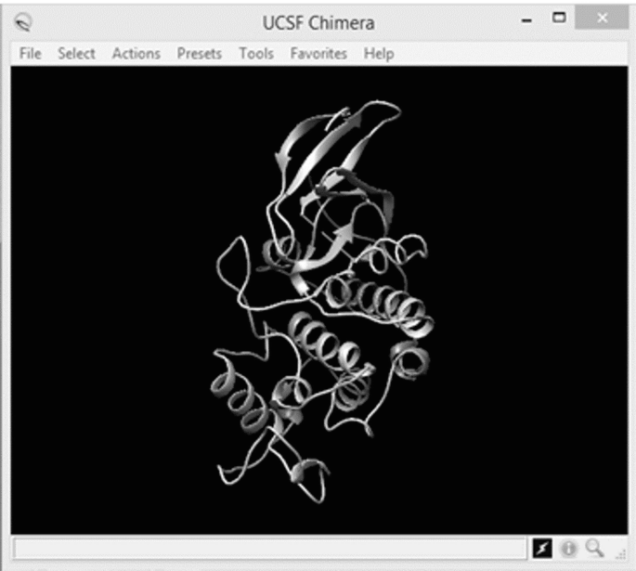 UCSF Chimera
File Select Actions Presets Tools Favorites Help